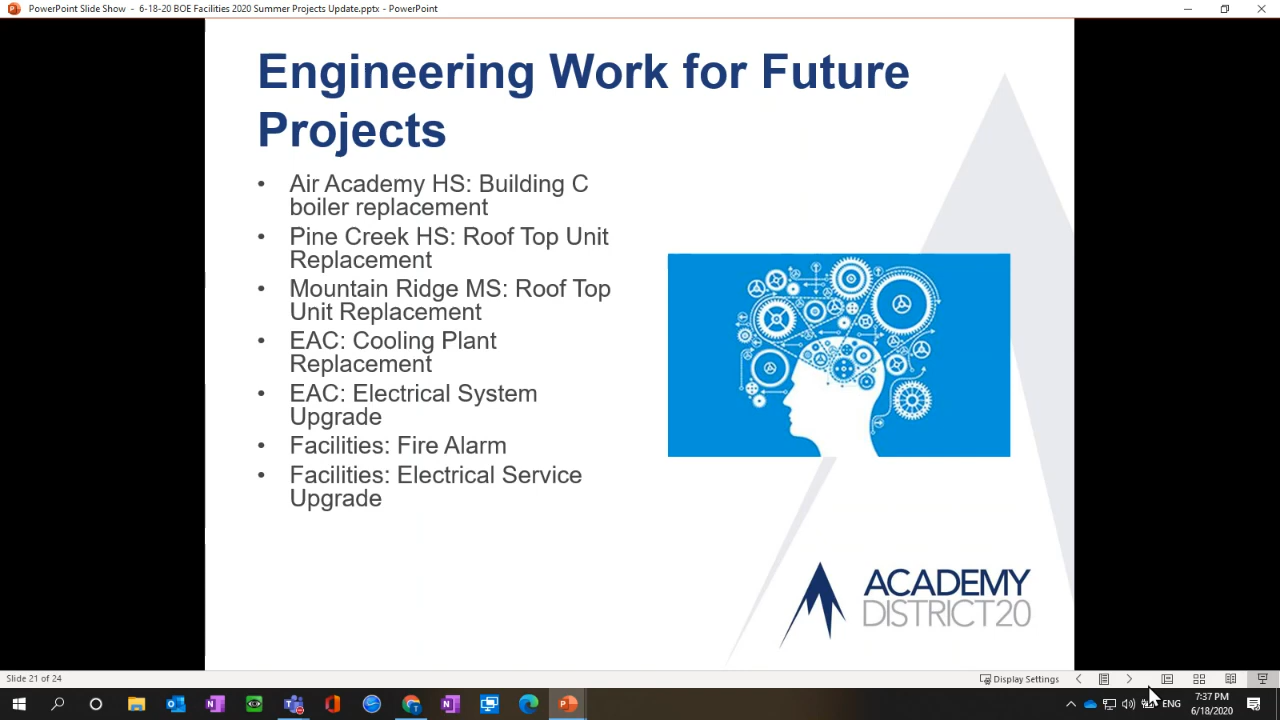 PowerPoint Slide Show - 6-18-20 BOE Facilities 2020 Summer Projects Update.pptx - PowerPoint
Engineering Work for Future
Projects
• Air Academy HS: Building C
boiler replacement
• Pine Creek HS: Roof Top Unit
Replacement
• Mountain Ridge MS: Roof Top
Unit Replacement
• EAC: Cooling Plant
Replacement
• EAC: Electrical System
Upgrade
• Facilities: Fire Alarm
• Facilities: Electrical Service
Upgrade
ACADEMY
DISTRICT20
Slide 21 of 24
Display Settings
ENG
7:37 PM
6/18/2020